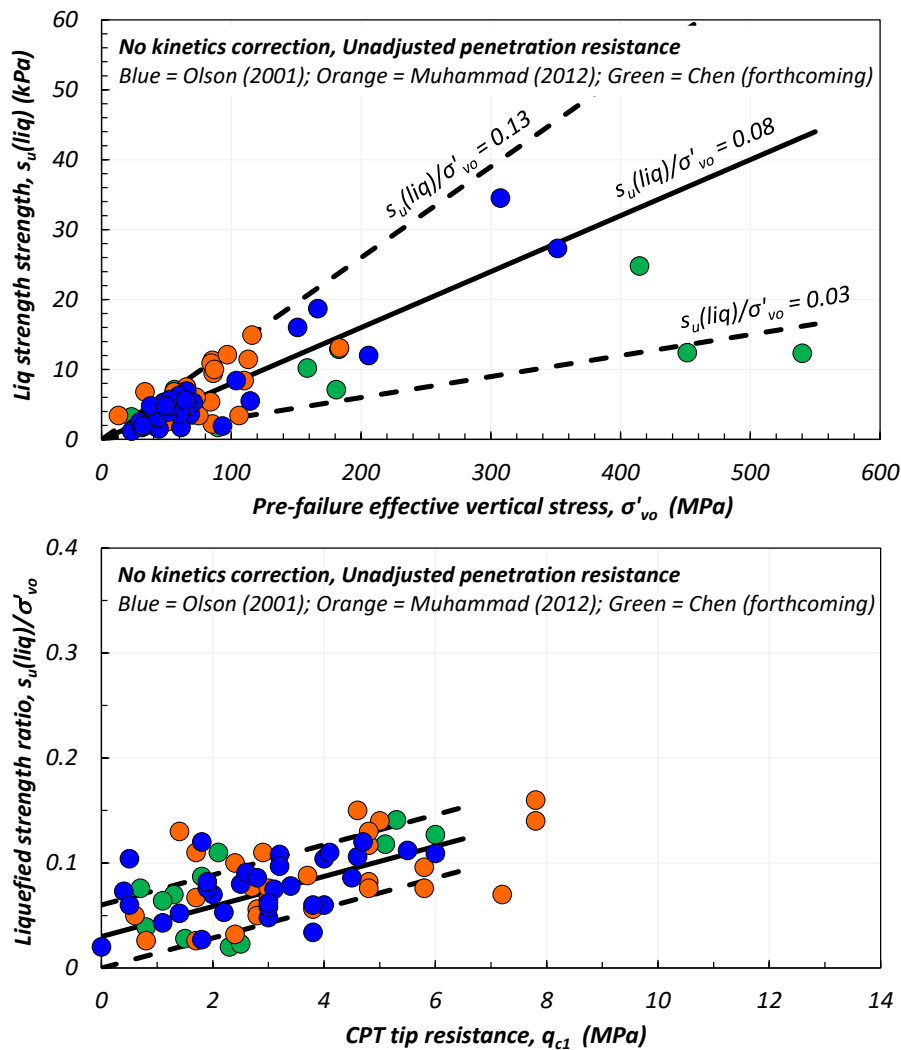 60
50
40
30
20
10
0
Liq strength strength, su(liq) (kPa)
No kinetics correction, Unadjusted penetration resistance
Blue = Olson (2001); Orange = Muhammad (2012); Green = Chen (forthcoming)
su(liq)/σ'vo = 0.13
su(liq)/σ'vo = 0.08
su(liq)/σ'vo = 0.03
0 100 200 300 400 500 600
Pre-failure effective vertical stress, σ'vo (MPa)
0.4
0.3
0.2
0.1
0
Liquefied strength ratio, su(liq)/σ'vo
No kinetics correction, Unadjusted penetration resistance
Blue = Olson (2001); Orange = Muhammad (2012); Green = Chen (forthcoming)
0 2 4 6 8 10 12 14
CPT tip resistance, qc1 (MPa)